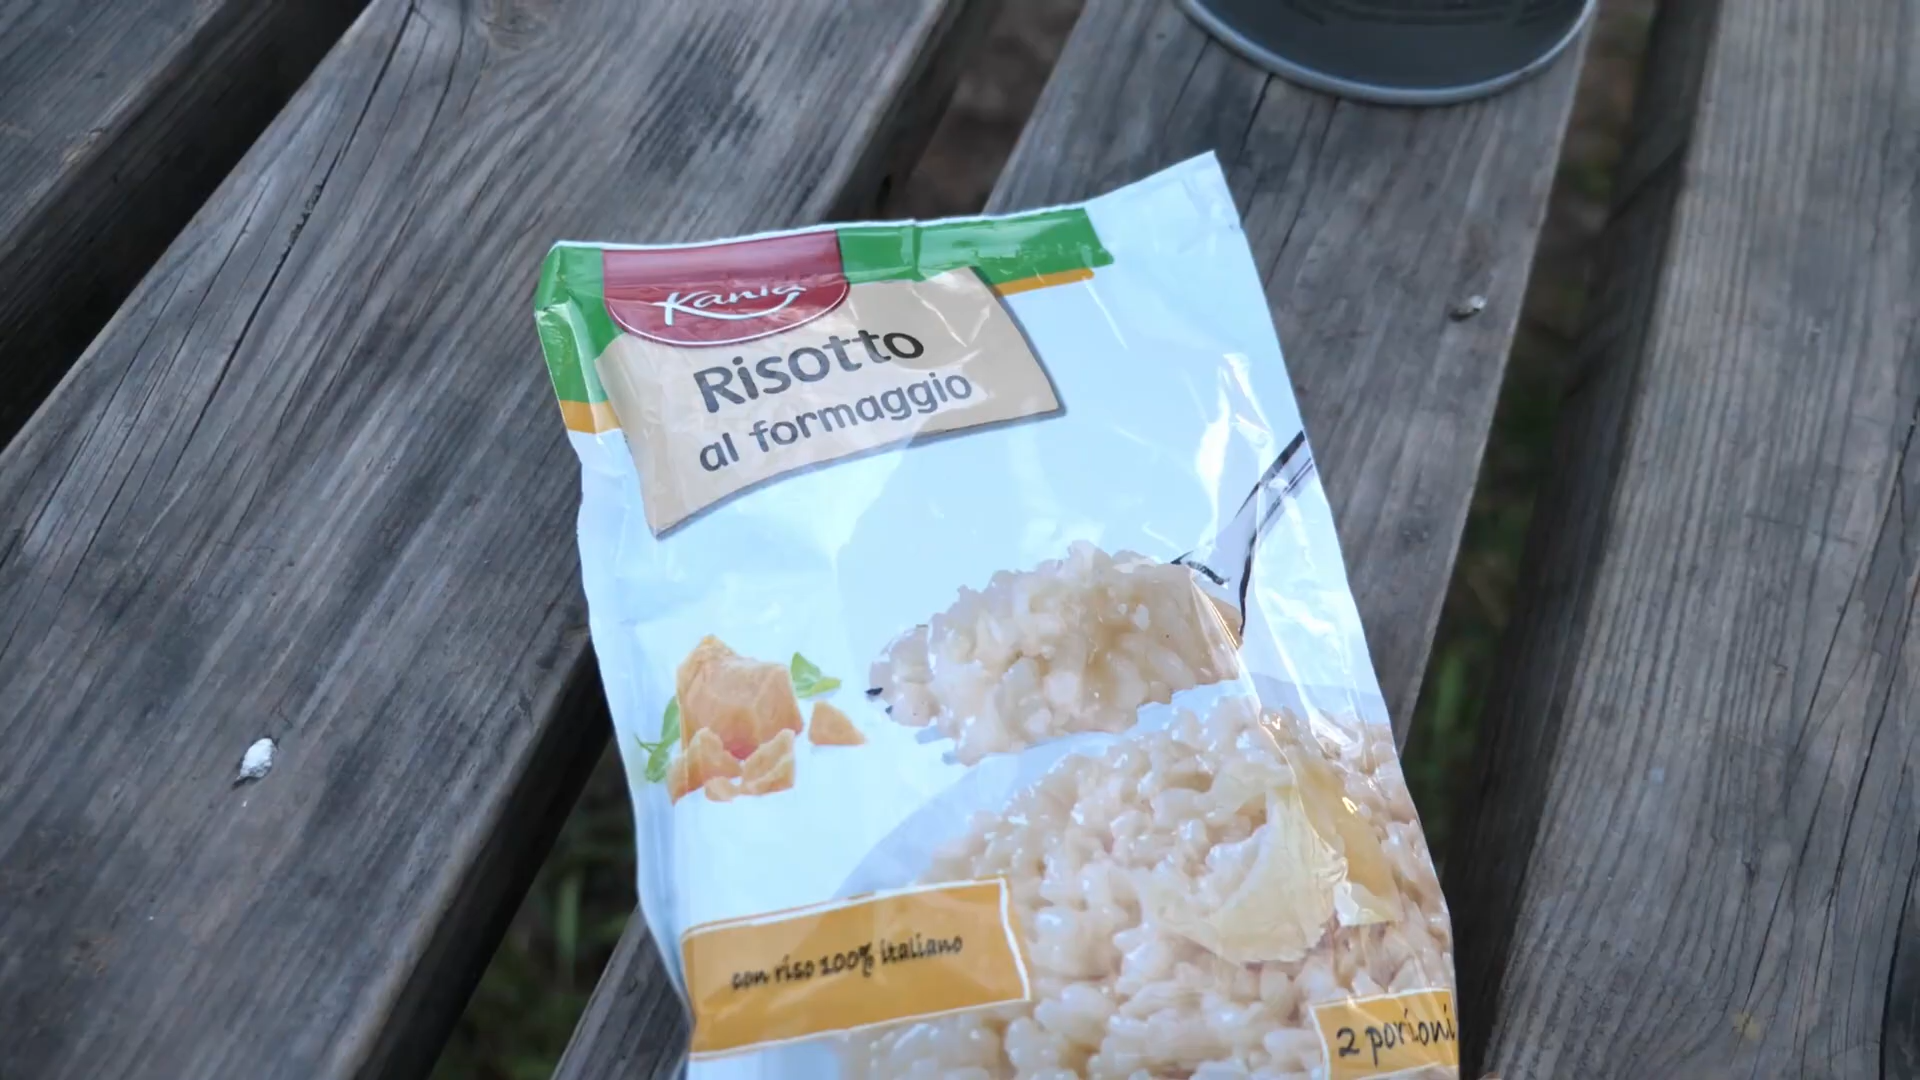 Kania
Risotto
al formaggio
con riso 100% italiano
2 porzioni